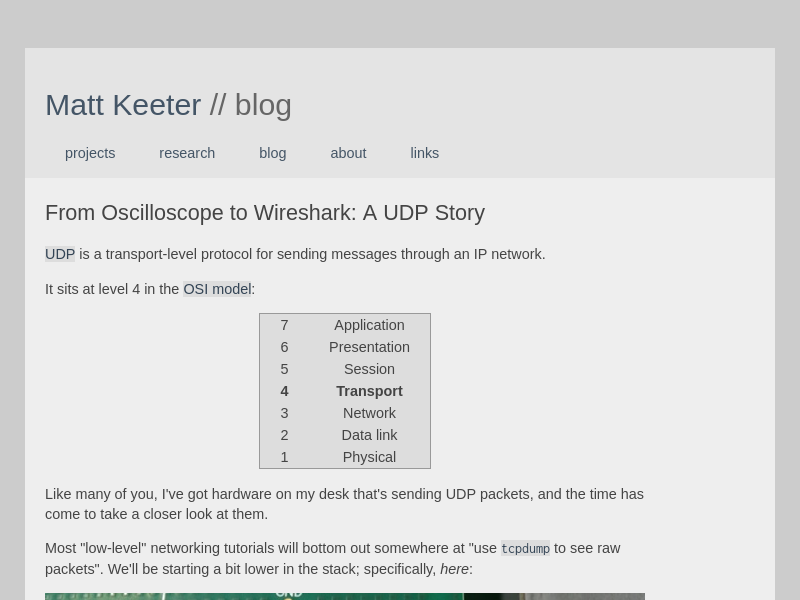 Matt Keeter // blog
projects research blog about links
From Oscilloscope to Wireshark: A UDP Story
UDP is a transport-level protocol for sending messages through an IP network.
It sits at level 4 in the OSI model:
7 Application
6 Presentation
5 Session
4 Transport
3 Network
2 Data link
1 Physical
Like many of you, I've got hardware on my desk that's sending UDP packets, and the time has
come to take a closer look at them.
Most "low-level" networking tutorials will bottom out somewhere at "use tcpdump to see raw
packets". We'll be starting a bit lower in the stack; specifically, here: